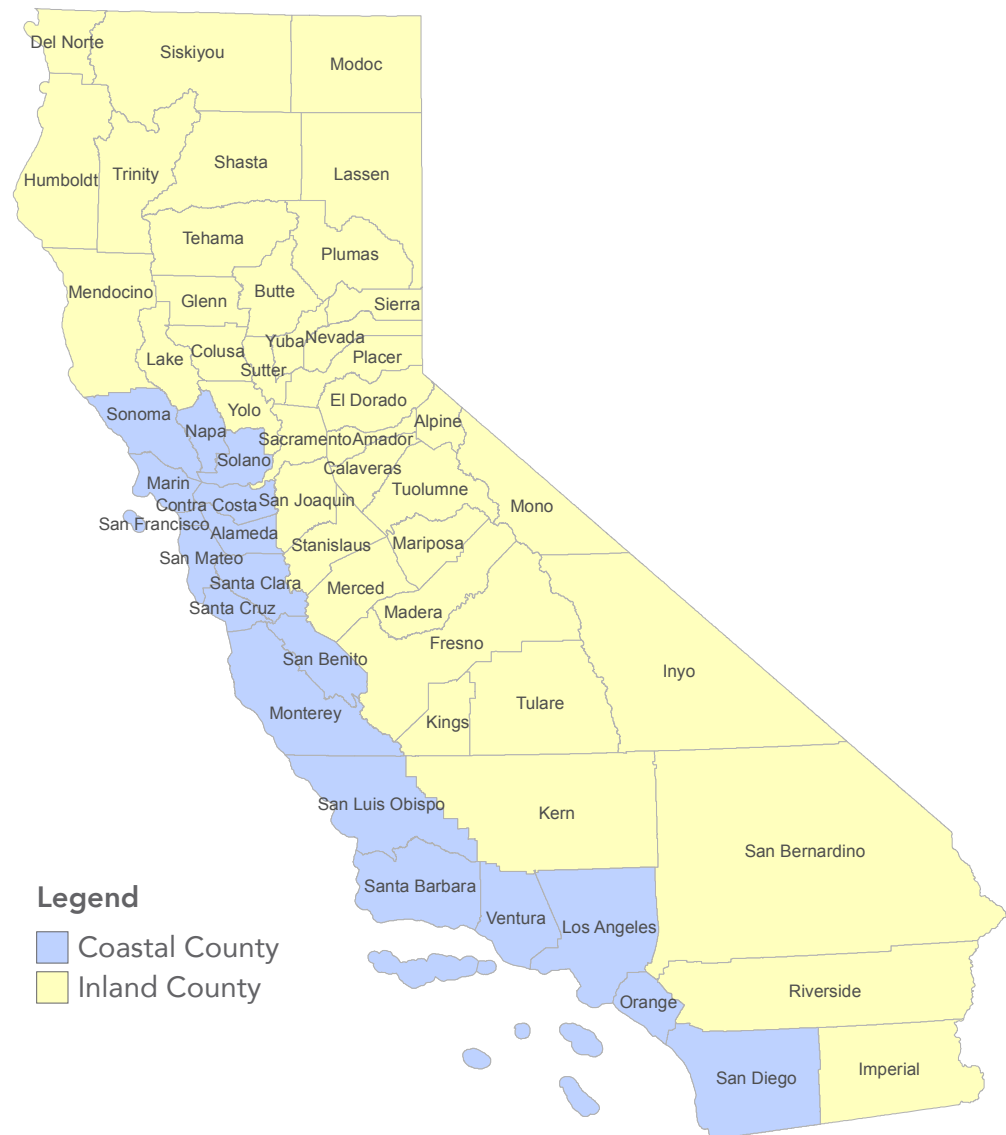 Del Norte
Siskiyou
Modoc
Humboldt
Trinity
Shasta
Lassen
Tehama
Plumas
Mendocino
Glenn
Butte
Sierra
Lake
Colusa
Sutter
Yuba
Nevada
Placer
Sonoma
Napa
Yolo
El Dorado
Alpine
Solano
Sacramento
Amador
Marin
Calaveras
Contra Costa
San Joaquin
Tuolumne
Mono
San Francisco
Alameda
Stanislaus
Mariposa
San Mateo
Santa Clara
Merced
Santa Cruz
Madera
Fresno
San Benito
Inyo
Monterey
Kings
Tulare
San Luis Obispo
Kern
San Bernardino
Santa Barbara
Ventura
Los Angeles
Orange
Riverside
San Diego
Imperial
Legend
Coastal County
Inland County